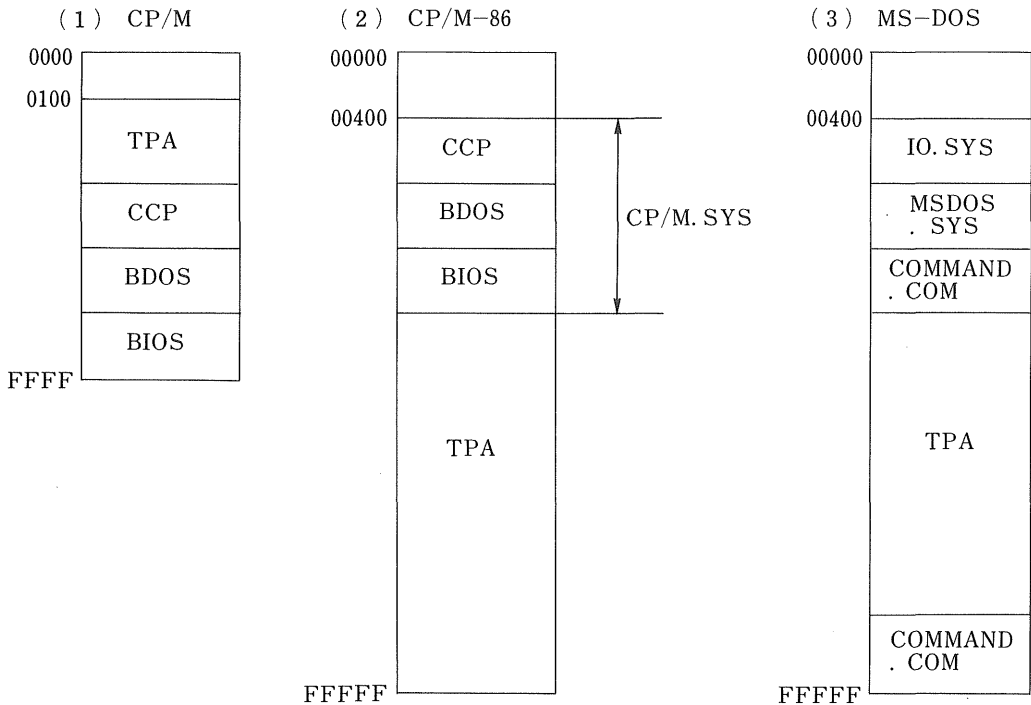 (1) CP/M
0000
0100
TPA
CCP
BDOS
BIOS
FFFF
(2) CP/M-86
00000
00400
CCP
BDOS
BIOS
CP/M.SYS
TPA
FFFFF
(3) MS-DOS
00000
00400
IO.SYS
MSDOS
.SYS
COMMAND
.COM
TPA
COMMAND
.COM
FFFFF